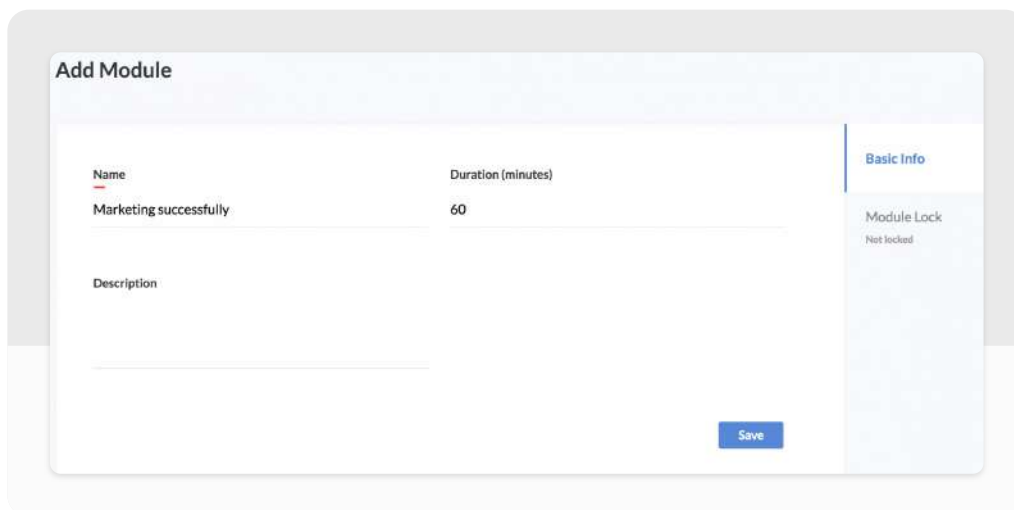 Add Module
Name
Duration (minutes)
Marketing successfully
60
Description
Save
Basic Info
Module Lock
Not locked